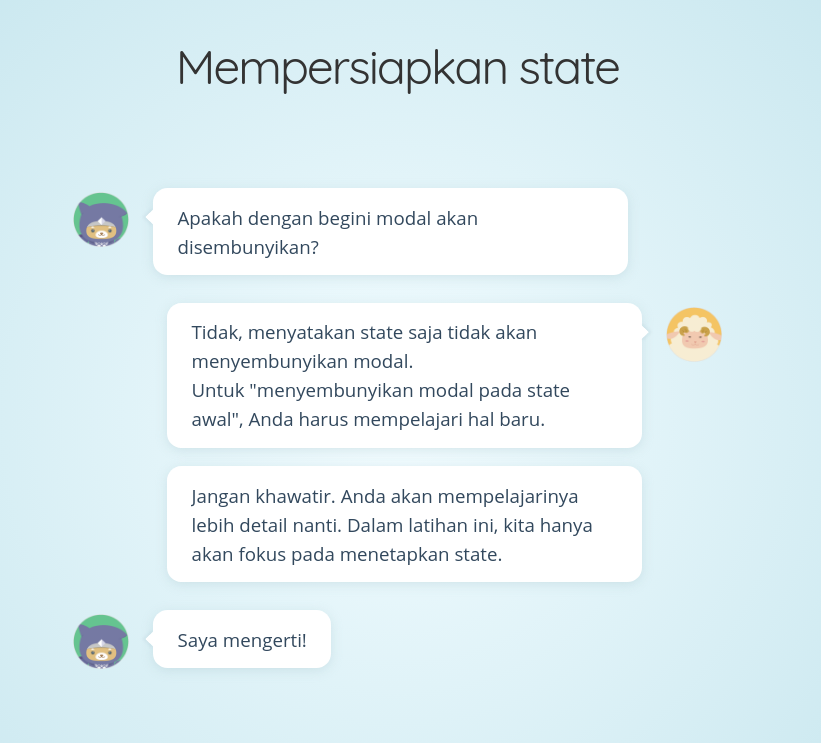 Mempersiapkan state
Apakah dengan begini modal akan
disembunyikan?
Tidak, menyatakan state saja tidak akan
menyembunyikan modal.
Untuk "menyembunyikan modal pada state
awal", Anda harus mempelajari hal baru.
Jangan khawatir. Anda akan mempelajarinya
lebih detail nanti. Dalam latihan ini, kita hanya
akan fokus pada menetapkan state.
Saya mengerti!